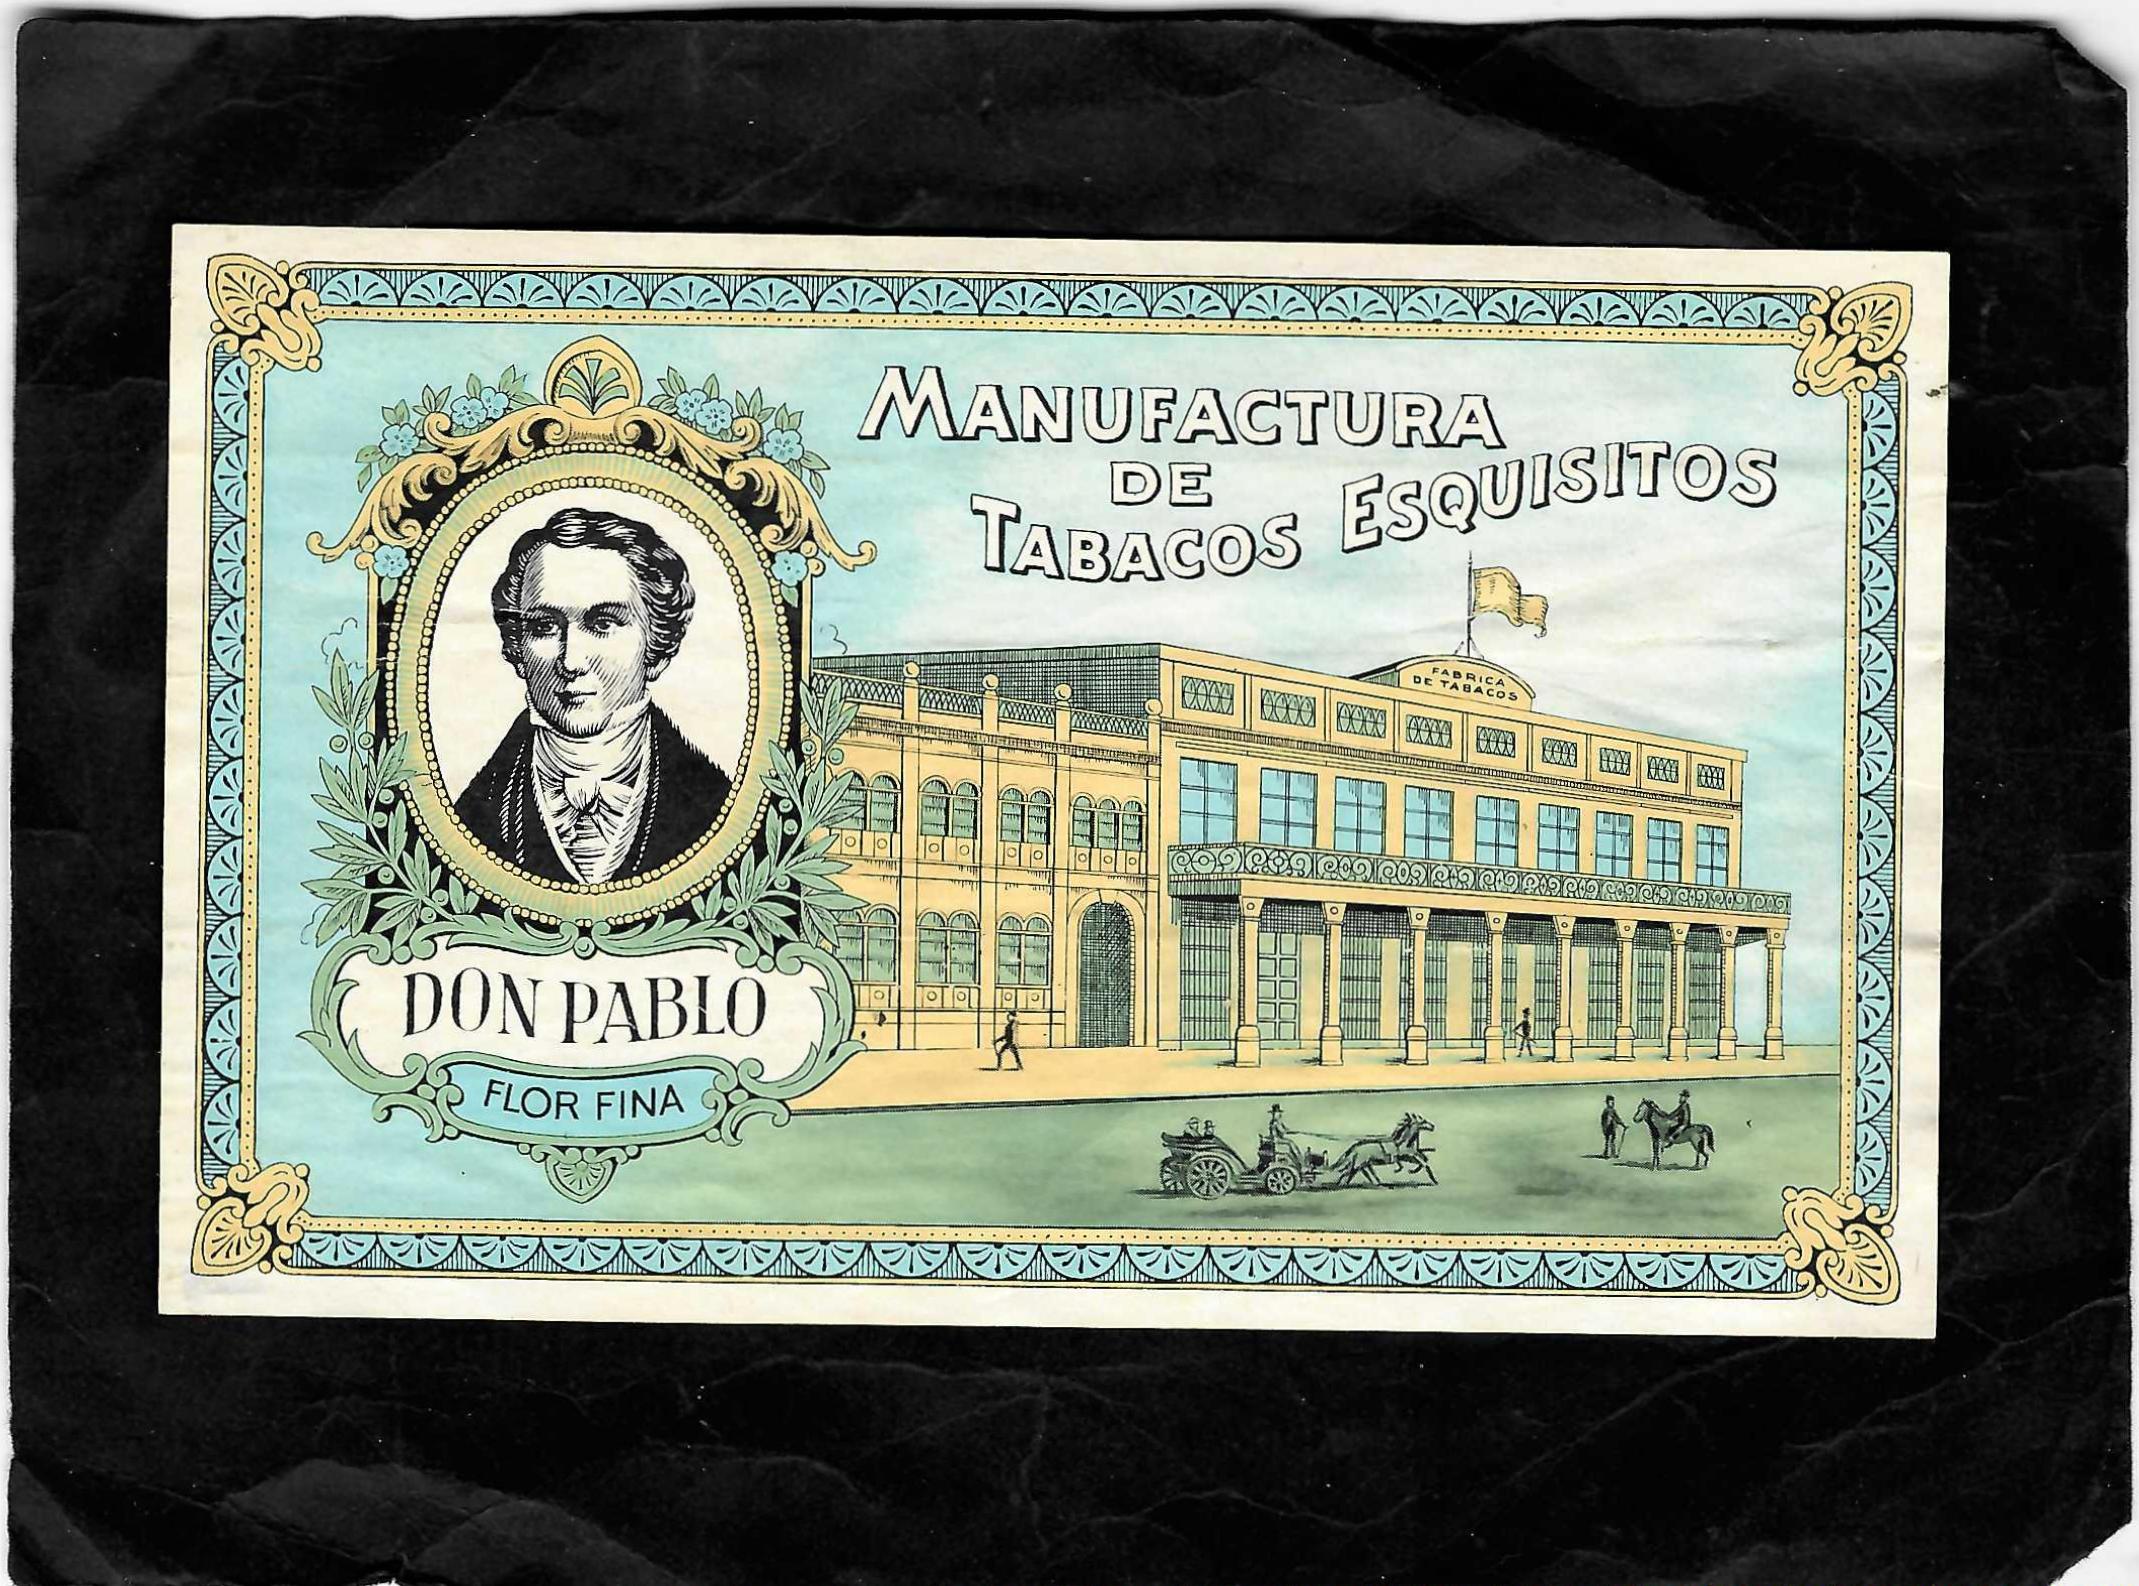 MANUFACTURA
DE
TABACOS ESQUISITOS
FABRICA
DE TABACOS
DON PABLO
FLOR FINA